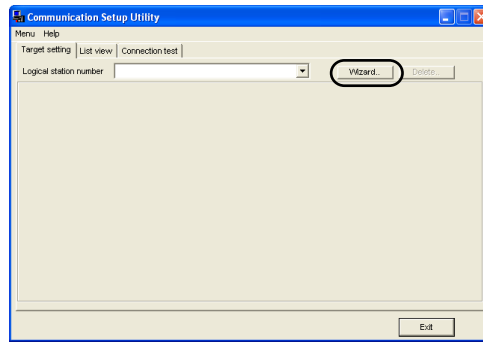 Communication Setup Utility
Menu Help
Target setting List view Connection test
Logical station number Wizard... Delete...
Exit